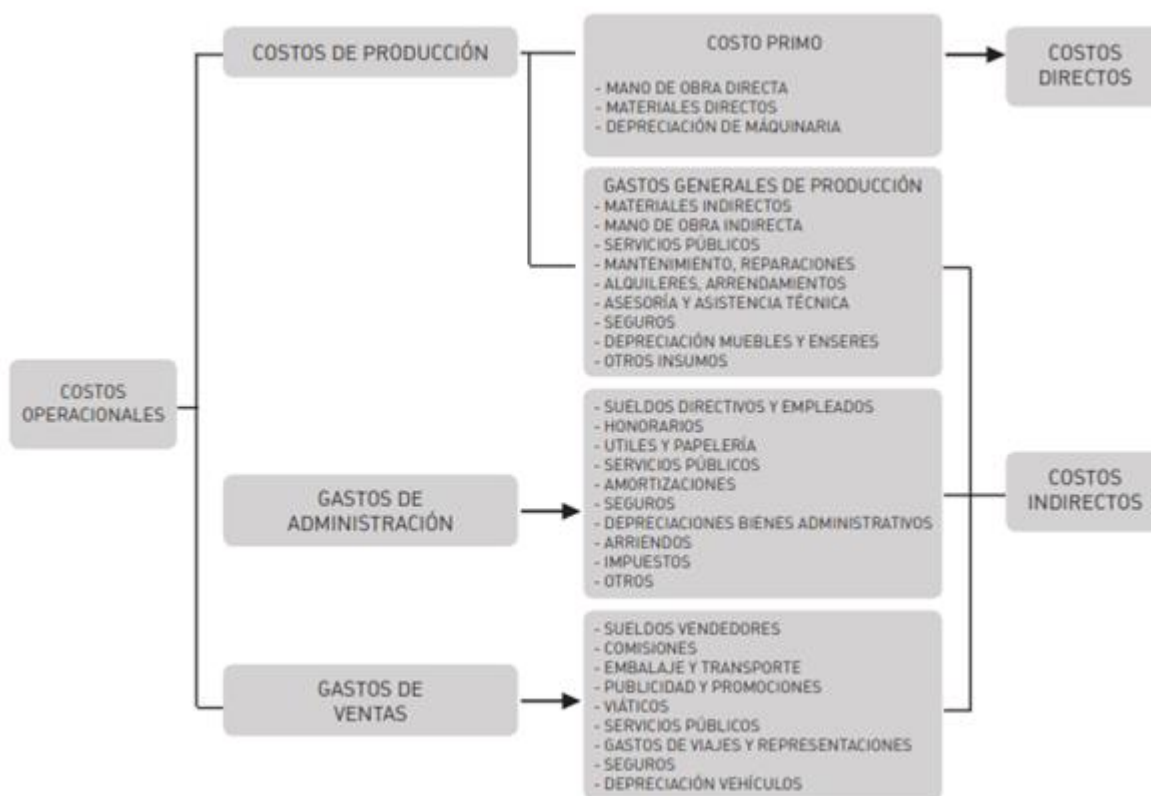 COSTOS DE PRODUCCIÓN
COSTO PRIMO
- MANO DE OBRA DIRECTA
- MATERIALES DIRECTOS
- DEPRECIACIÓN DE MÁQUINARIA
COSTOS
DIRECTOS
GASTOS GENERALES DE PRODUCCIÓN
- MATERIALES INDIRECTOS
- MANO DE OBRA INDIRECTA
- SERVICIOS PÚBLICOS
- MANTENIMIENTO, REPARACIONES
- ALQUILERES, ARRENDAMIENTOS
- ASESORÍA Y ASISTENCIA TÉCNICA
- SEGUROS
- DEPRECIACIÓN MUEBLES Y ENSERES
- OTROS INSUMOS
COSTOS
OPERACIONALES
GASTOS DE
ADMINISTRACIÓN
- SUELDOS DIRECTIVOS Y EMPLEADOS
- HONORARIOS
- UTILES Y PAPELERÍA
- SERVICIOS PÚBLICOS
- AMORTIZACIONES
- SEGUROS
- DEPRECIACIONES BIENES ADMINISTRATIVOS
- ARRIENDOS
- IMPUESTOS
- OTROS
COSTOS
INDIRECTOS
GASTOS DE
VENTAS
- SUELDOS VENDEDORES
- COMISIONES
- EMBALAJE Y TRANSPORTE
- PUBLICIDAD Y PROMOCIONES
- VIÁTICOS
- SERVICIOS PÚBLICOS
- GASTOS DE VIAJES Y REPRESENTACIONES
- SEGUROS
- DEPRECIACIÓN VEHÍCULOS